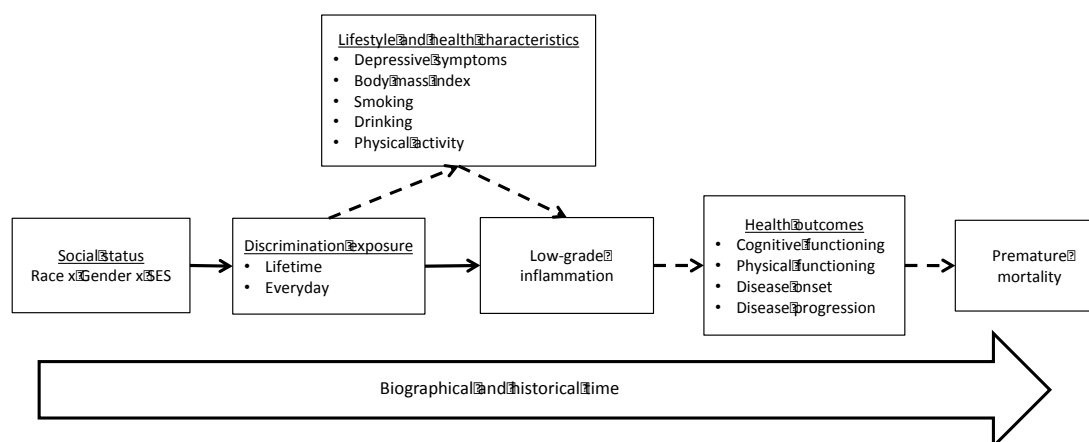 Lifestyle and health characteristics
• Depressive symptoms
• Body mass index
• Smoking
• Drinking
• Physical activity
Social status
Race x Gender x SES
Discrimination exposure
• Lifetime
• Everyday
Low-grade
inflammation
Health outcomes
• Cognitive functioning
• Physical functioning
• Disease onset
• Disease progression
Premature
mortality
Biographical and historical time